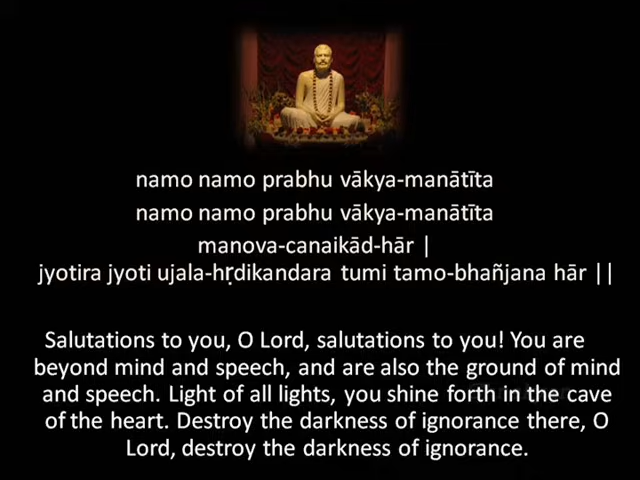 namo namo prabhu vākya-manātīta
namo namo prabhu vākya-manātīta
manova-canaikād-hār |
jyotira jyoti ujala-hṛdikandara tumi tamo-bhañjana hār ||
Salutations to you, O Lord, salutations to you! You are
beyond mind and speech, and are also the ground of mind
and speech. Light of all lights, you shine forth in the cave
of the heart. Destroy the darkness of ignorance there, O
Lord, destroy the darkness of ignorance.